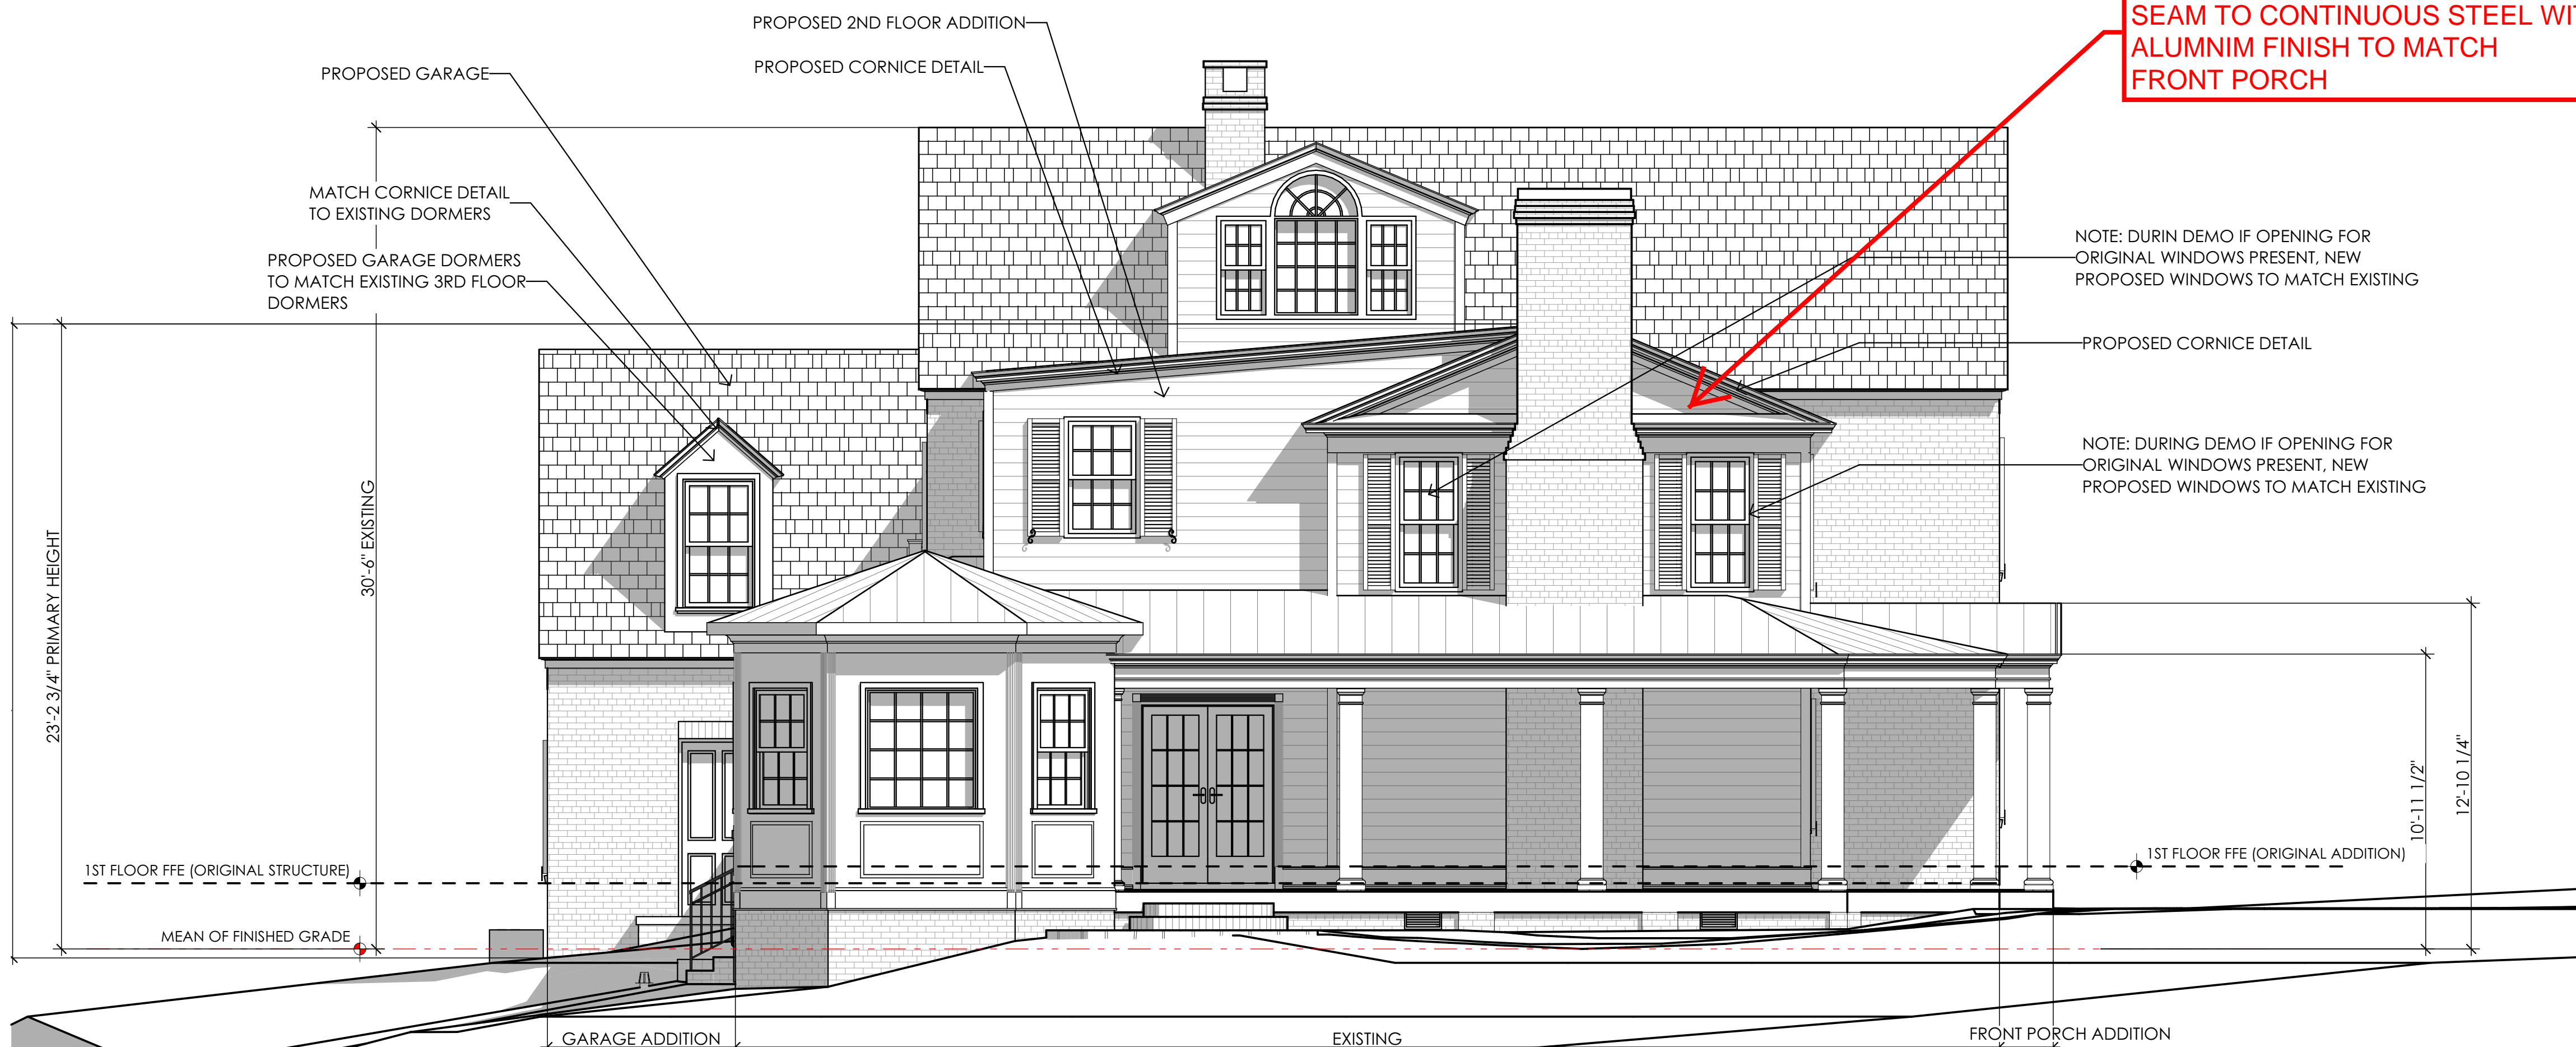 PROPOSED 2ND FLOOR ADDITION
PROPOSED CORNICE DETAIL
PROPOSED GARAGE
MATCH CORNICE DETAIL
TO EXISTING DORMERS
PROPOSED GARAGE DORMERS
TO MATCH EXISTING 3RD FLOOR
DORMERS
SEAM TO CONTINUOUS STEEL
ALUMNIM FINISH TO MATCH
FRONT PORCH
NOTE: DURIN DEMO IF OPENING FOR
ORIGINAL WINDOWS PRESENT, NEW
PROPOSED WINDOWS TO MATCH EXISTING
PROPOSED CORNICE DETAIL
NOTE: DURING DEMO IF OPENING FOR
ORIGINAL WINDOWS PRESENT, NEW
PROPOSED WINDOWS TO MATCH EXISTING
23'-2 3/4" PRIMARY HEIGHT
30'-6" EXISTING
10'-11 1/2"
12'-10 1/4"
1ST FLOOR FFE (ORIGINAL STRUCTURE)
1ST FLOOR FFE (ORIGINAL ADDITION)
MEAN OF FINISHED GRADE
GARAGE ADDITION
EXISTING
FRONT PORCH ADDITION